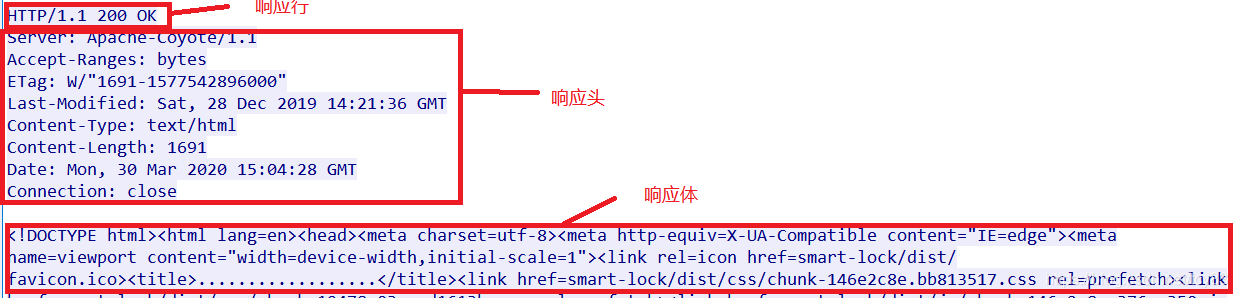 响应行
HTTP/1.1 200 OK
Server: Apache-Coyote/1.1
Accept-Ranges: bytes
ETag: W/"1691-1577542896000"
Last-Modified: Sat, 28 Dec 2019 14:21:36 GMT
响应头
Content-Type: text/html
Content-Length: 1691
Date: Mon, 30 Mar 2020 15:04:28 GMT
Connection: close
响应体
<!DOCTYPE html><html lang=en><head><meta charset=utf-8><meta http-equiv=X-UA-Compatible content="IE=edge"><meta
name=viewport content="width=device-width,initial-scale=1"><link rel=icon href=smart-lock/dist/
favicon.ico><title>..................</title><link href=smart-lock/dist/css/chunk-146e2c8e.bb813517.css rel=prefetch><link